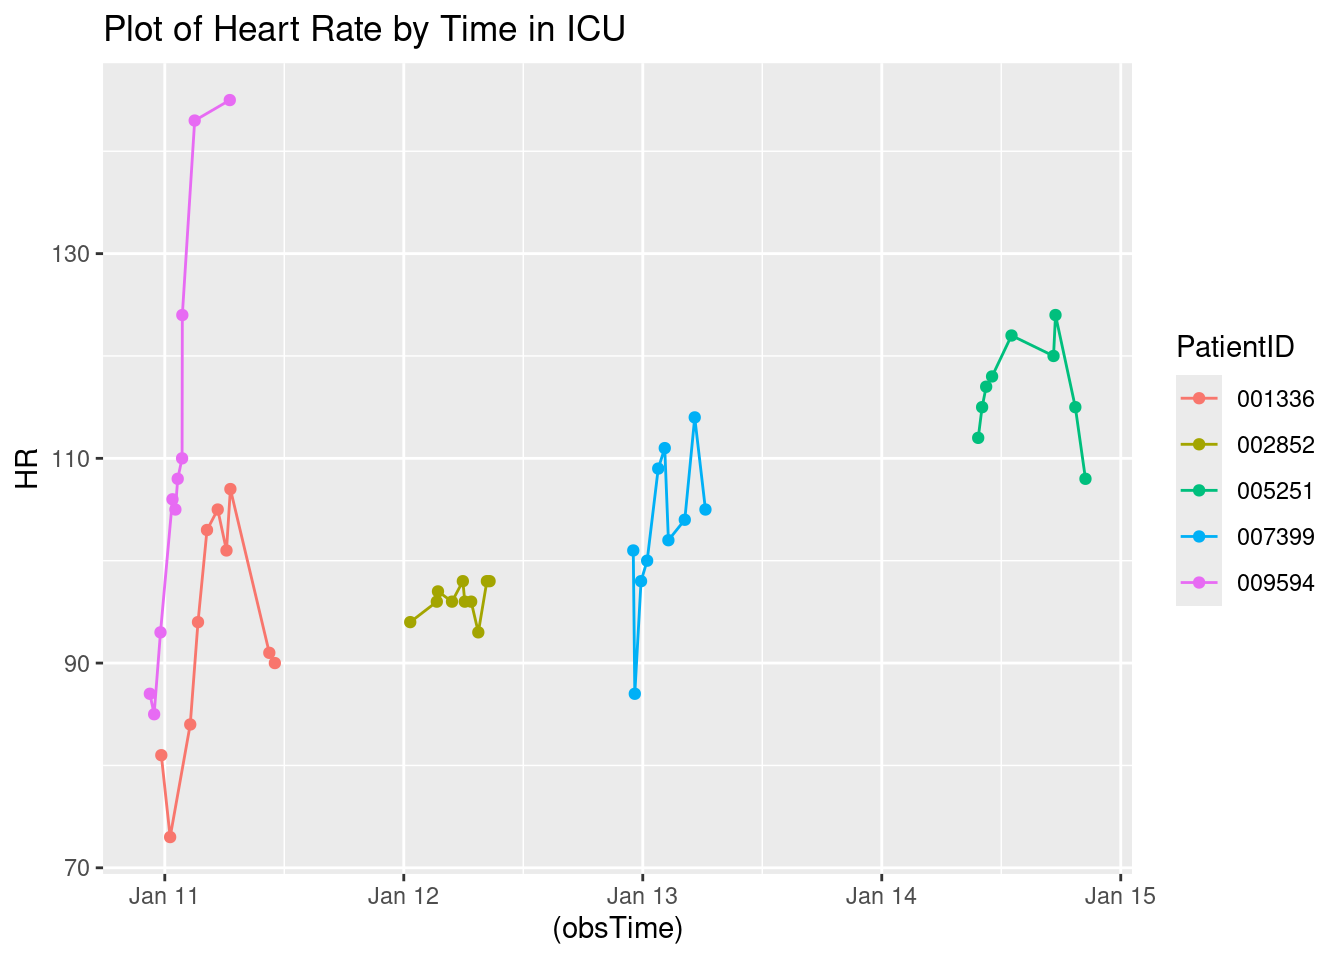 Plot of Heart Rate by Time in ICU
130
110
90
70
HR
Jan 11
Jan 12
Jan 13
Jan 14
Jan 15
(obsTime)
PatientID
001336
002852
005251
007399
009594